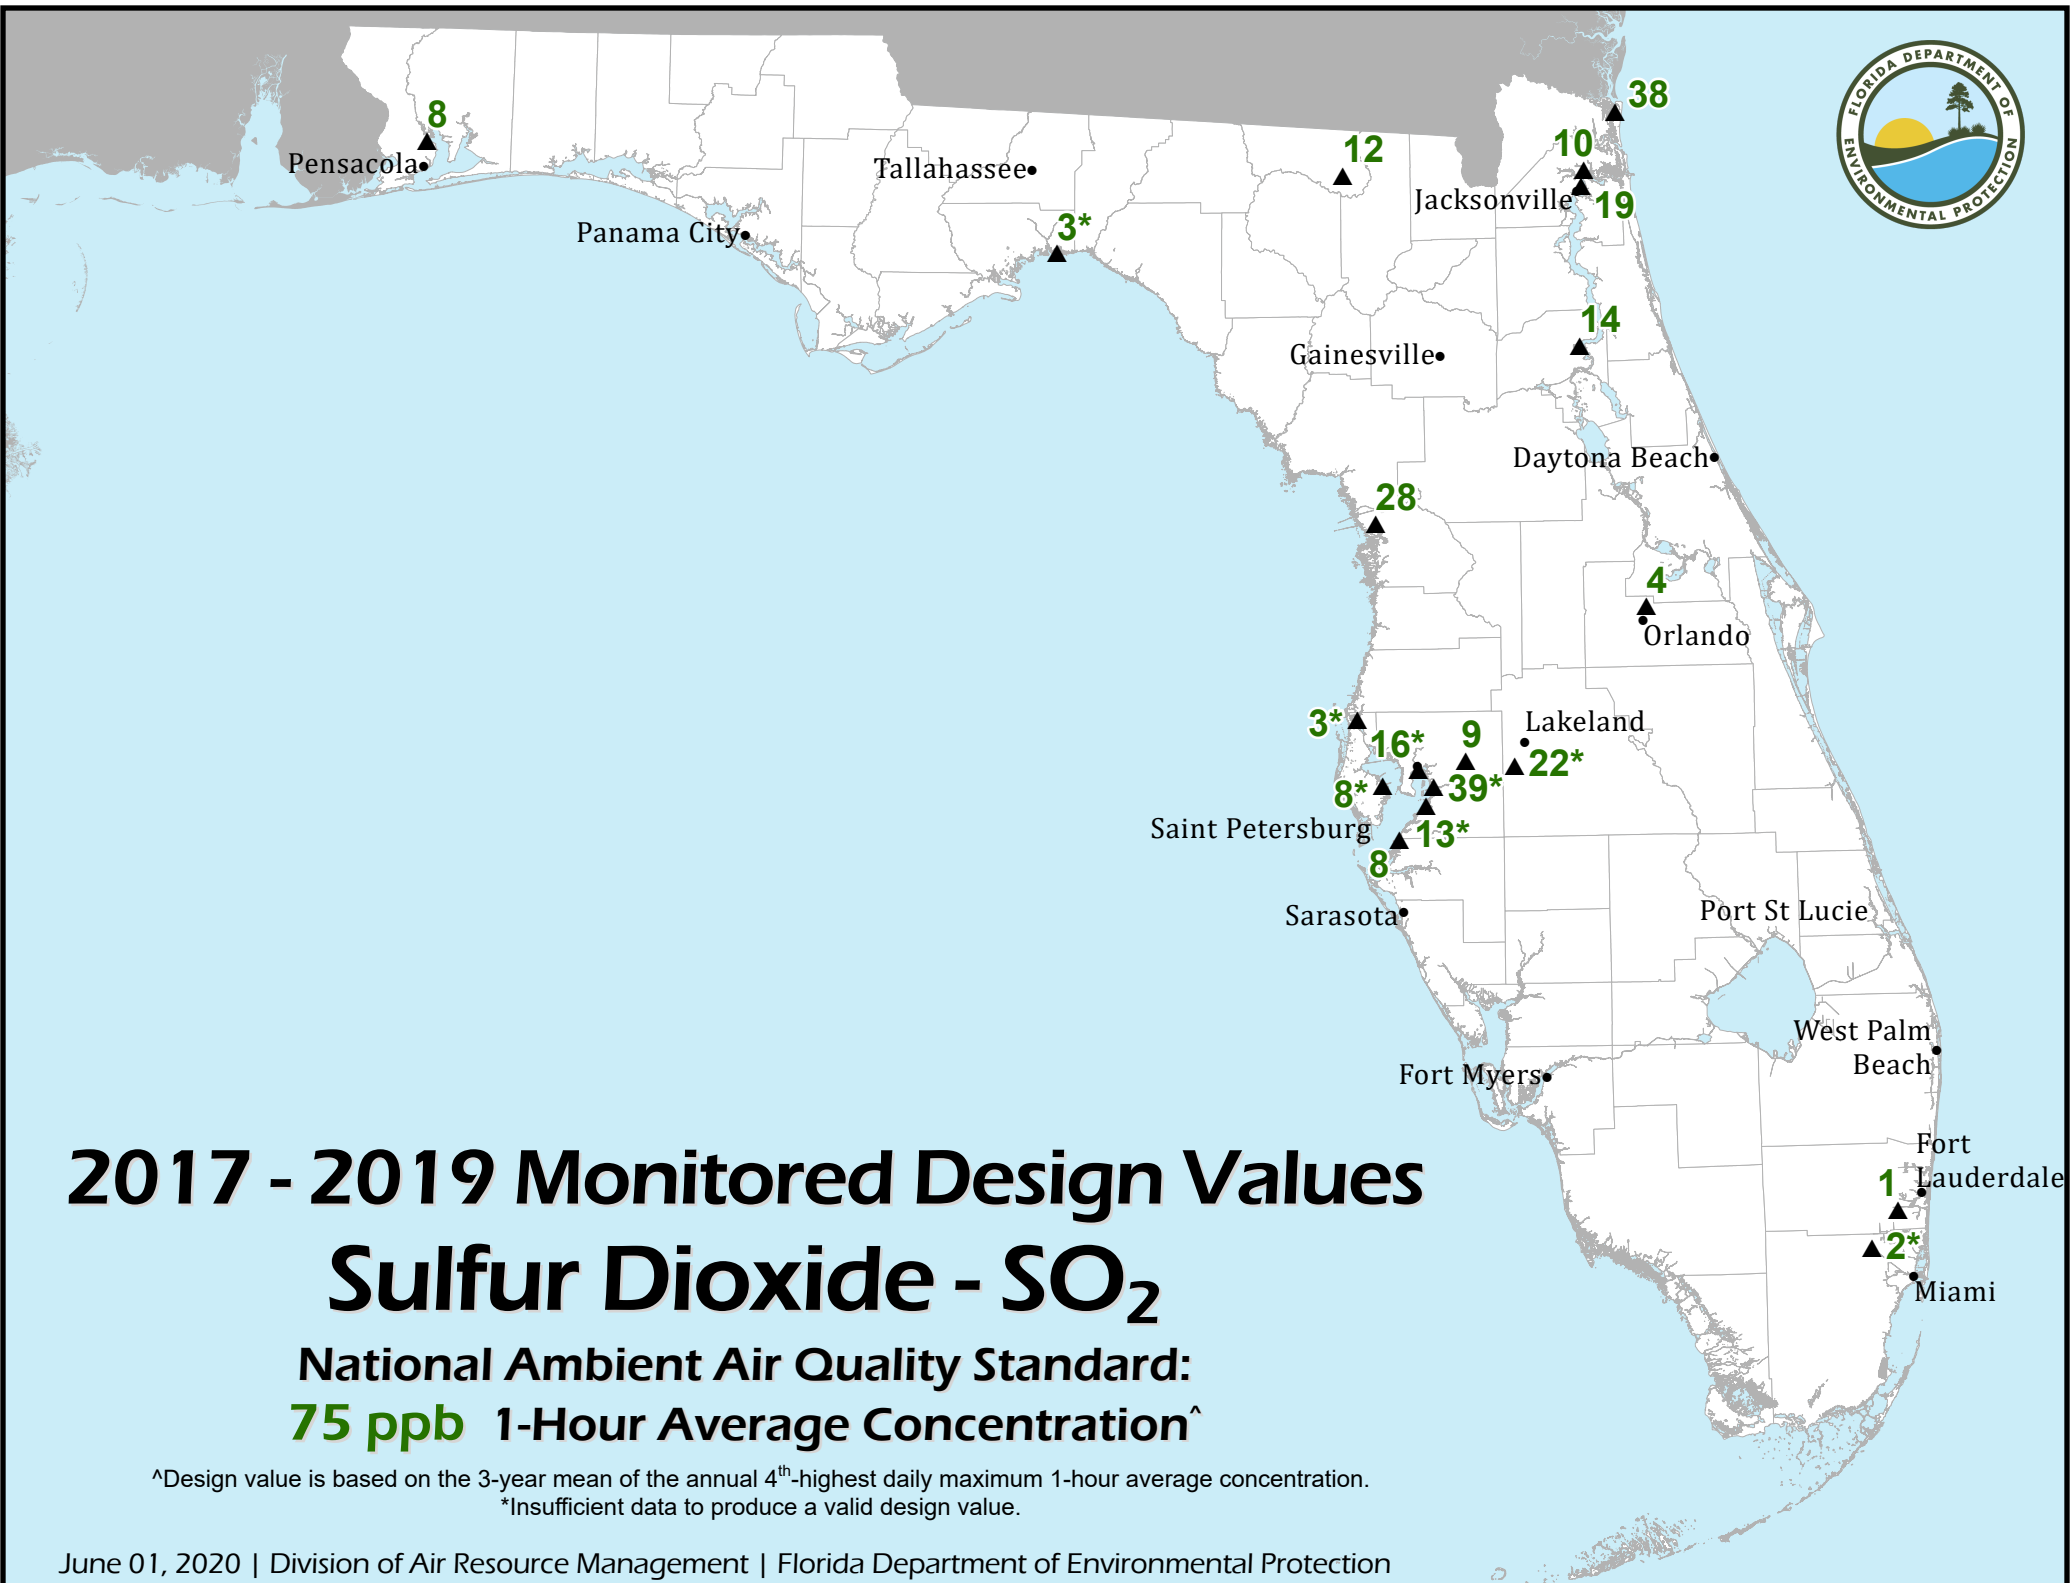 FLORIDA DEPARTMENT OF
ENVIRONMENTAL PROTECTION
38
8
Pensacola
Tallahassee
12
10
Jacksonville
19
Panama City
3*
14
Gainesville
Daytona Beach
28
4
Orlando
3*
16*
9
Lakeland
22*
8*
39*
Saint Petersburg
13*
8
Sarasota
Port St Lucie
West Palm
Beach
Fort Myers
Fort
Lauderdale
1
2*
Miami
2017 - 2019 Monitored Design Values
Sulfur Dioxide - SO₂
National Ambient Air Quality Standard:
75 ppb 1-Hour Average Concentration^
^Design value is based on the 3-year mean of the annual 4th-highest daily maximum 1-hour average concentration.
*Insufficient data to produce a valid design value.
June 01, 2020 | Division of Air Resource Management | Florida Department of Environmental Protection